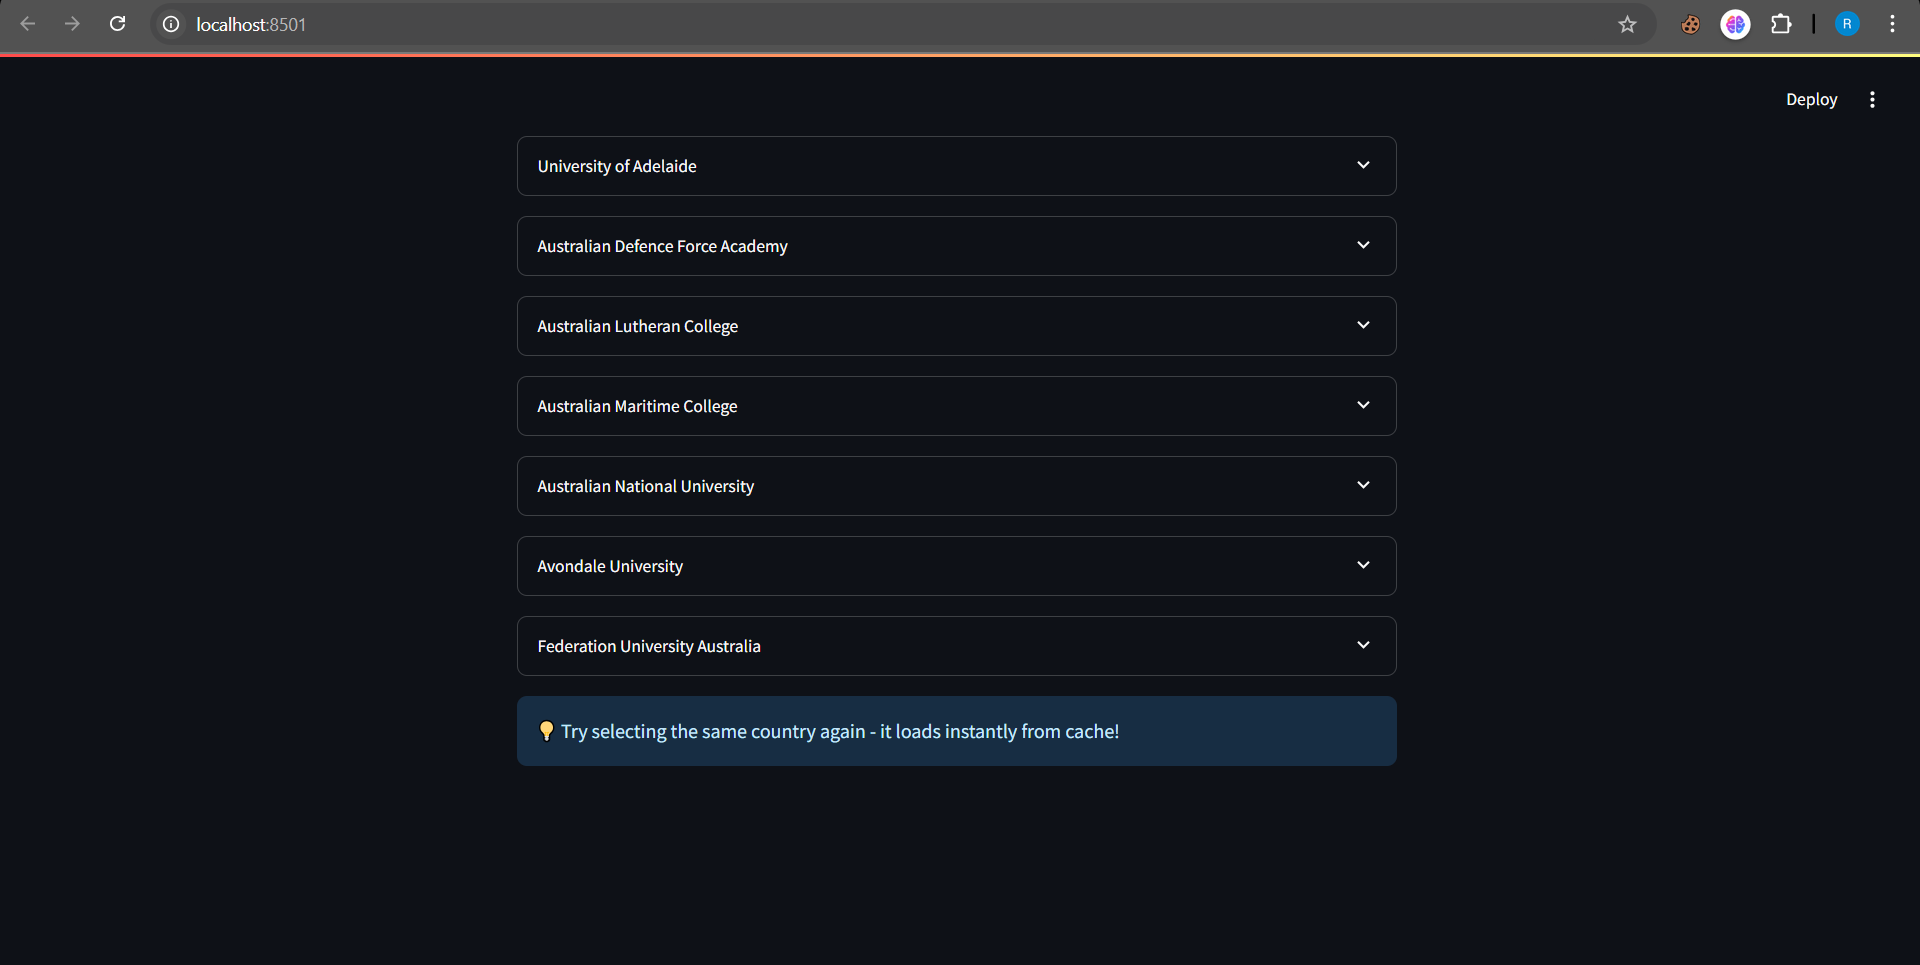 localhost:8501
R
Deploy
University of Adelaide
Australian Defence Force Academy
Australian Lutheran College
Australian Maritime College
Australian National University
Avondale University
Federation University Australia
💡 Try selecting the same country again - it loads instantly from cache!